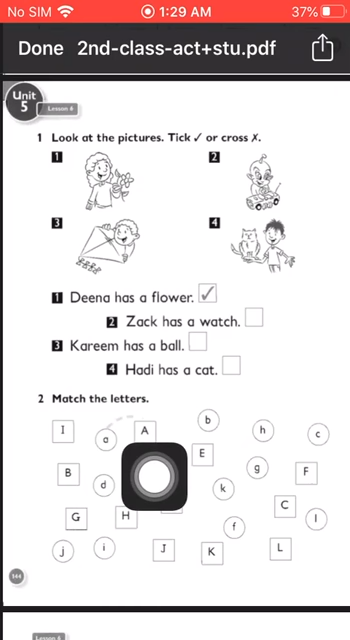 No SIM 1:29 AM 37%
Done 2nd-class-act+stu.pdf
Unit
5 Lesson 6
1 Look at the pictures. Tick ✓ or cross ✗.
1 2
3 4
1 Deena has a flower. ✓
2 Zack has a watch.
3 Kareem has a ball.
4 Hadi has a cat.
2 Match the letters.
I a A b h c
B d E k g F
G H f C l
j i J K L
144
Lesson 6